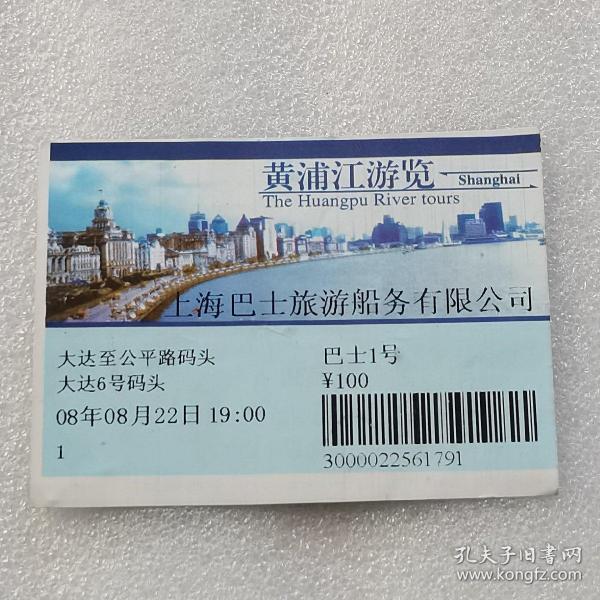 黄浦江游览 Shanghai
The Huangpu River tours
上海巴士旅游船务有限公司
大达至公平路码头
大达6号码头
08年08月22日 19:00
1
巴士1号
¥100
3000022561791
孔夫子旧書网
www.kongfz.com